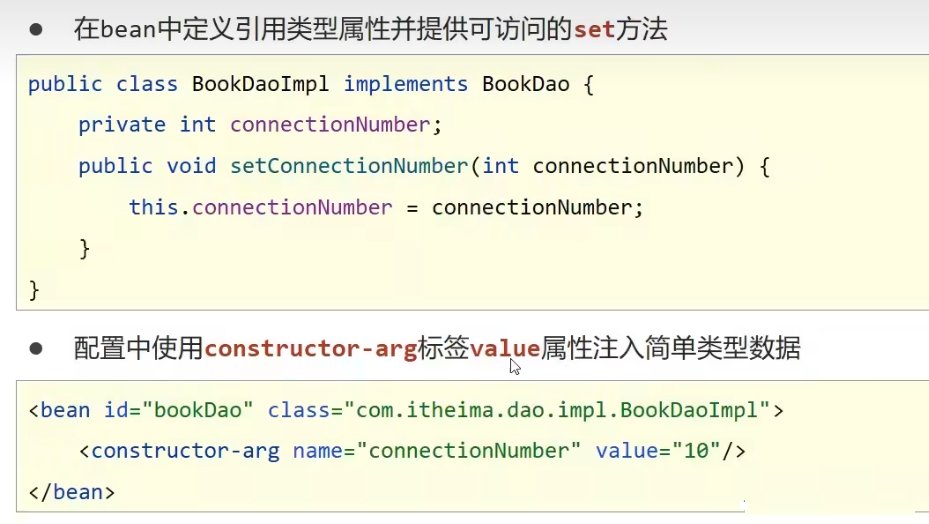 ● 在bean中定义引用类型属性并提供可访问的set方法
public class BookDaoImpl implements BookDao {
    private int connectionNumber;
    public void setConnectionNumber(int connectionNumber) {
        this.connectionNumber = connectionNumber;
    }
}
● 配置中使用constructor-arg标签value属性注入简单类型数据
<bean id="bookDao" class="com.itheima.dao.impl.BookDaoImpl">
    <constructor-arg name="connectionNumber" value="10"/>
</bean>